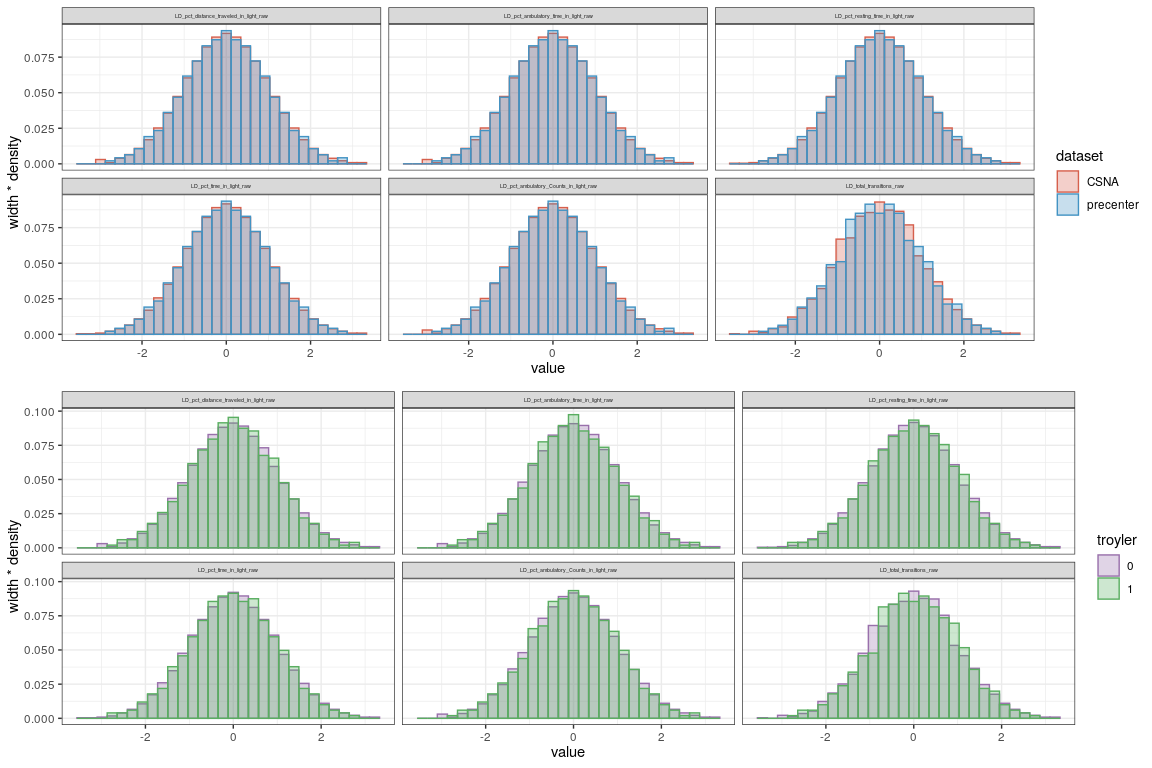 LD_pct_distance_traveled_in_light_raw LD_pct_ambulatory_time_in_light_raw LD_pct_resting_time_in_light_raw
0.075
0.050
0.025
0.000
LD_pct_time_in_light_raw LD_pct_ambulatory_Counts_in_light_raw LD_total_transitions_raw
0.075
0.050
0.025
0.000
-2 0 2 -2 0 2 -2 0 2
value
width * density
dataset
CSNA
precenter
LD_pct_distance_traveled_in_light_raw LD_pct_ambulatory_time_in_light_raw LD_pct_resting_time_in_light_raw
0.100
0.075
0.050
0.025
0.000
LD_pct_time_in_light_raw LD_pct_ambulatory_Counts_in_light_raw LD_total_transitions_raw
0.100
0.075
0.050
0.025
0.000
-2 0 2 -2 0 2 -2 0 2
value
width * density
troyler
0
1